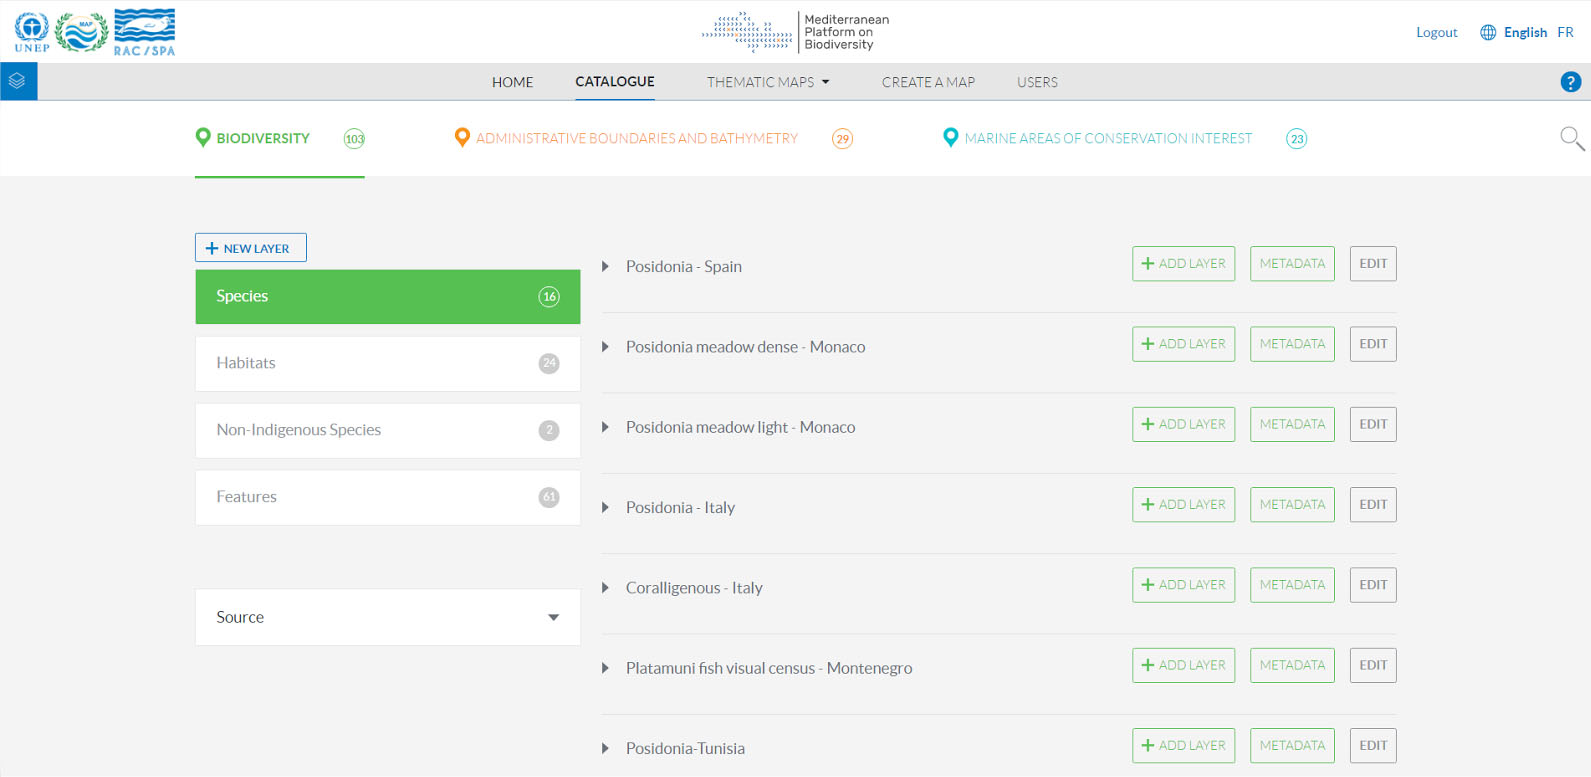 UNEP
MAP
RAC/SPA
Mediterranean
Platform on
Biodiversity
Logout English FR
HOME CATALOGUE THEMATIC MAPS CREATE A MAP USERS ?
BIODIVERSITY 103 ADMINISTRATIVE BOUNDARIES AND BATHYMETRY 29 MARINE AREAS OF CONSERVATION INTEREST 23
+ NEW LAYER
Species 16
Habitats 24
Non-Indigenous Species 2
Features 61
Source
Posidonia - Spain + ADD LAYER METADATA EDIT
Posidonia meadow dense - Monaco + ADD LAYER METADATA EDIT
Posidonia meadow light - Monaco + ADD LAYER METADATA EDIT
Posidonia - Italy + ADD LAYER METADATA EDIT
Coralligenous - Italy + ADD LAYER METADATA EDIT
Platamuni fish visual census - Montenegro + ADD LAYER METADATA EDIT
Posidonia-Tunisia + ADD LAYER METADATA EDIT